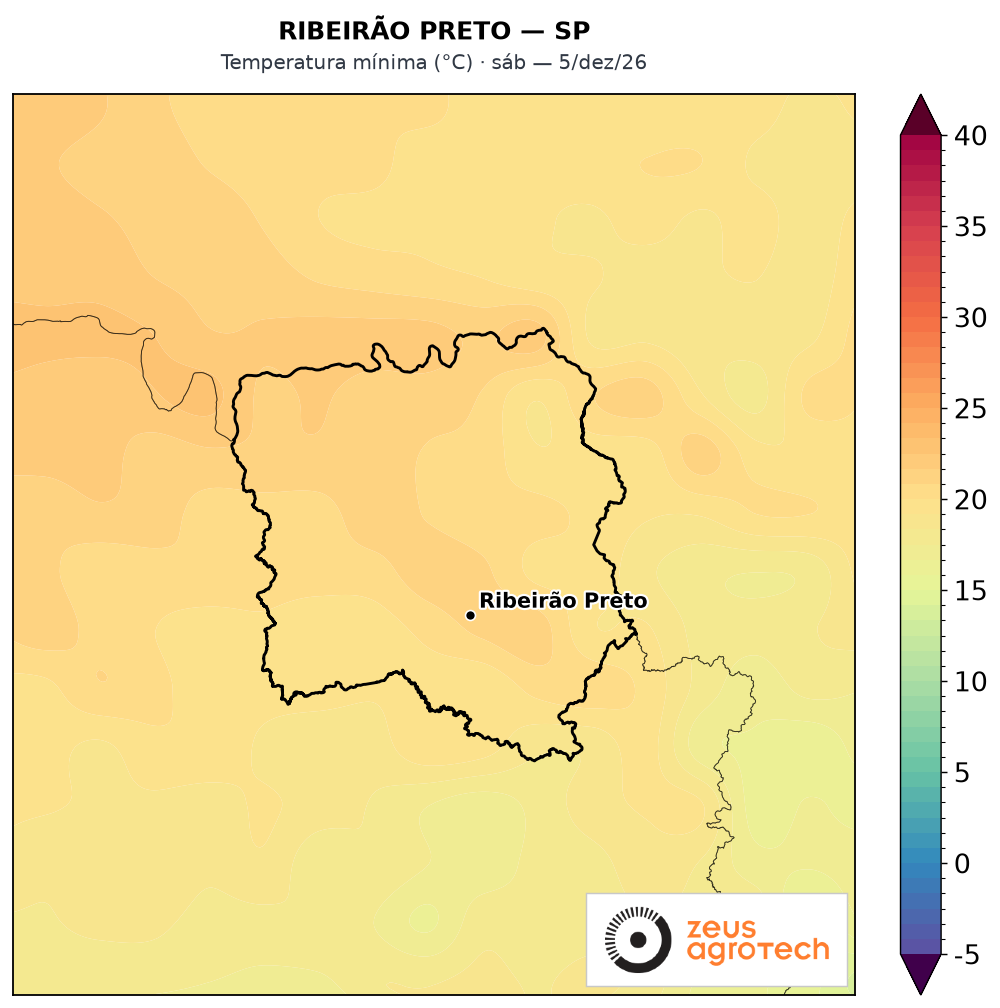 RIBEIRÃO PRETO — SP
Temperatura mínima (°C) · sáb — 5/dez/26
40
35
30
25
20
15
10
5
0
-5
Ribeirão Preto
zeus
agrotech